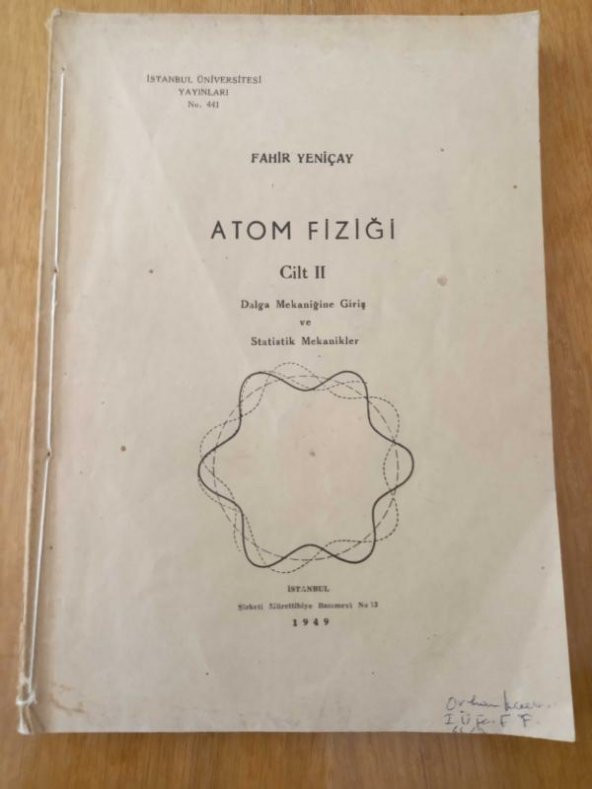 İSTANBUL ÜNİVERSİTESİ
YAYINLARI
No. 441
FAHİR YENİÇAY
ATOM FİZİĞİ
Cilt II
Dalga Mekaniğine Giriş
ve
Statistik Mekanikler
İSTANBUL
Şirketi Mürettibiye Basımevi No 13
1949
Orhan